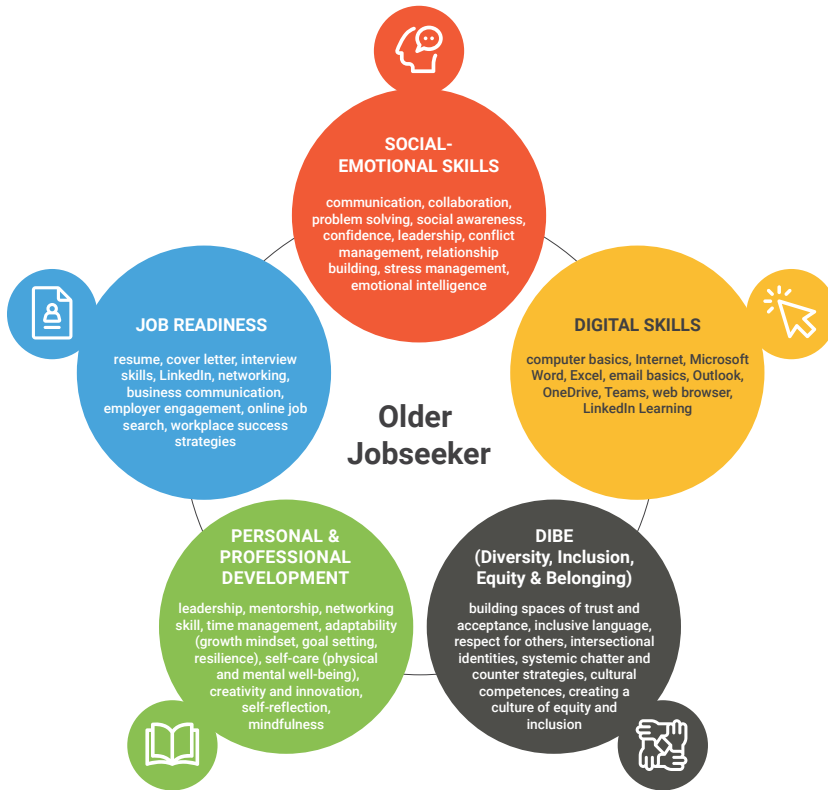 SOCIAL-
EMOTIONAL SKILLS
communication, collaboration,
problem solving, social awareness,
confidence, leadership, conflict
management, relationship
building, stress management,
emotional intelligence
JOB READINESS
resume, cover letter, interview
skills, LinkedIn, networking,
business communication,
employer engagement, online job
search, workplace success
strategies
DIGITAL SKILLS
computer basics, Internet, Microsoft
Word, Excel, email basics, Outlook,
OneDrive, Teams, web browser,
LinkedIn Learning
Older
Jobseeker
PERSONAL &
PROFESSIONAL
DEVELOPMENT
leadership, mentorship, networking
skill, time management, adaptability
(growth mindset, goal setting,
resilience), self-care (physical
and mental well-being),
creativity and innovation,
self-reflection,
mindfulness
DIBE
(Diversity, Inclusion,
Equity & Belonging)
building spaces of trust and
acceptance, inclusive language,
respect for others, intersectional
identities, systemic chatter and
counter strategies, cultural
competences, creating a
culture of equity and
inclusion